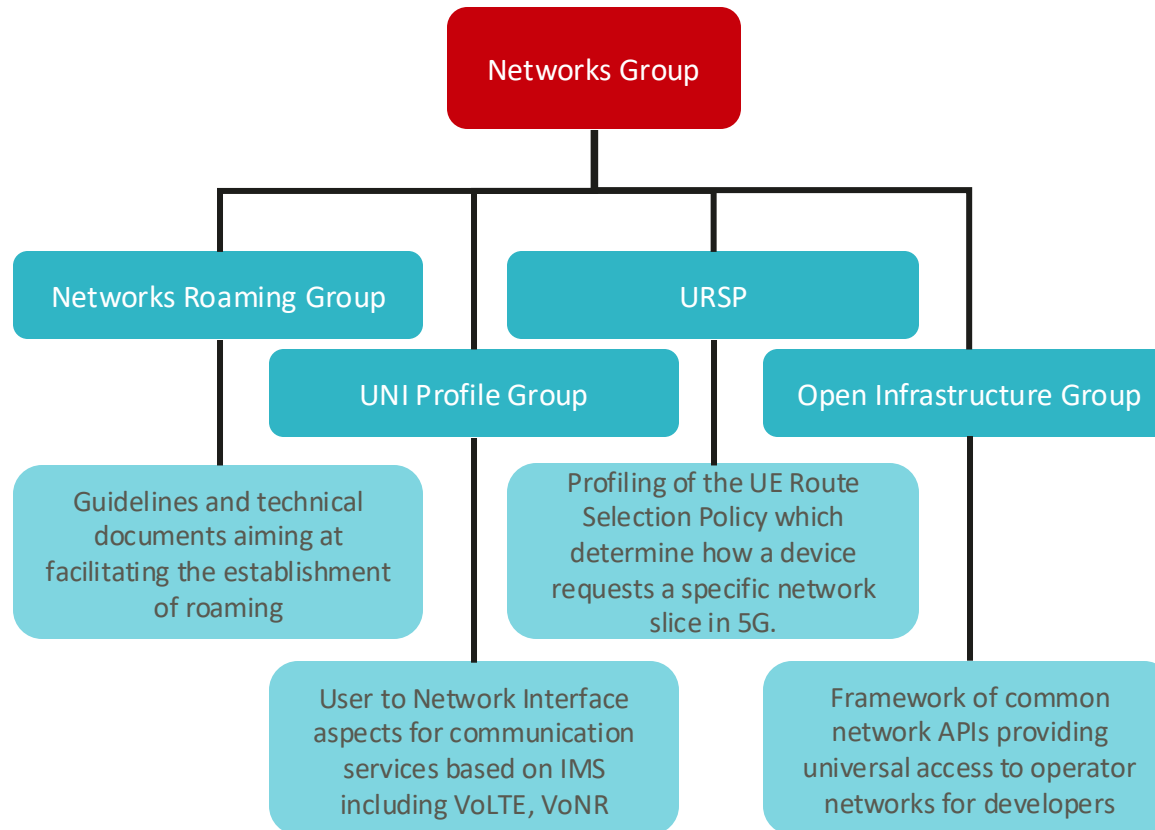 Networks Group
Networks Roaming Group
URSP
UNI Profile Group
Open Infrastructure Group
Guidelines and technical
documents aiming at
facilitating the establishment
of roaming
Profiling of the UE Route
Selection Policy which
determine how a device
requests a specific network
slice in 5G.
User to Network Interface
aspects for communication
services based on IMS
including VoLTE, VoNR
Framework of common
network APIs providing
universal access to operator
networks for developers